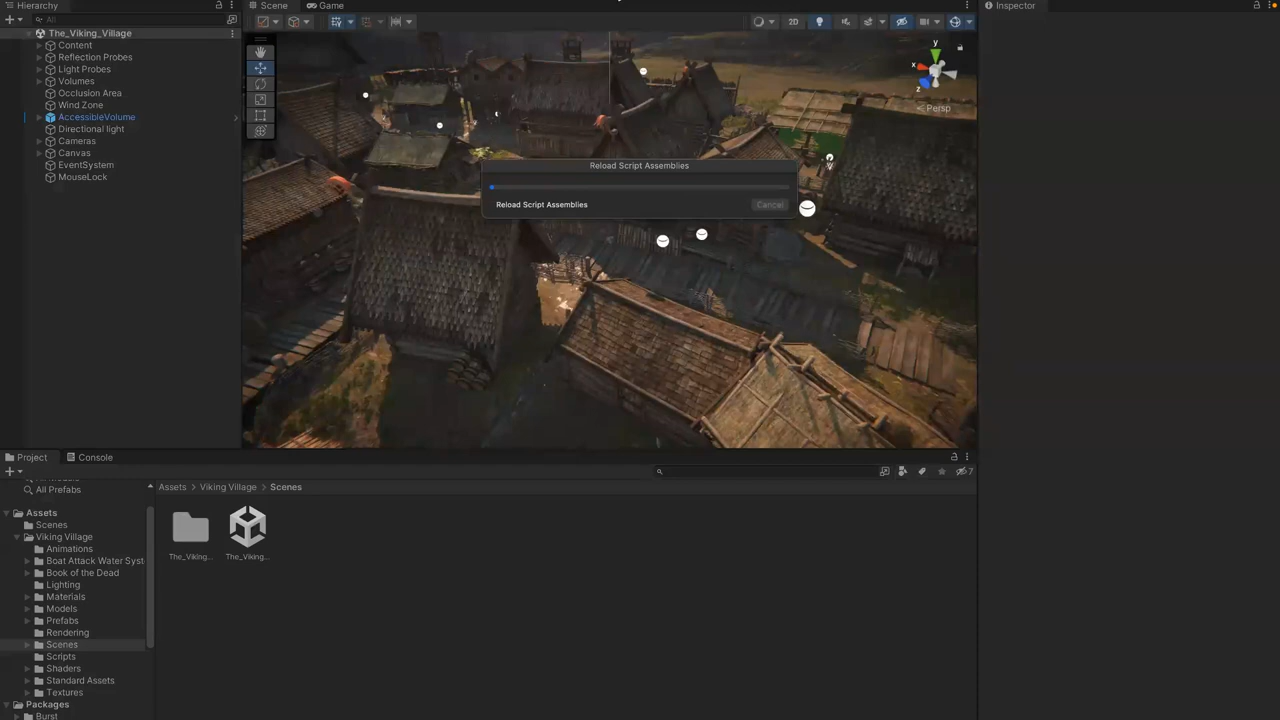 Hierarchy
All
The_Viking_Village
Content
Reflection Probes
Light Probes
Volumes
Occlusion Area
Wind Zone
AccessibleVolume
Directional light
Cameras
Canvas
EventSystem
MouseLock
Scene
Game
2D
y
x
z
Persp
Reload Script Assemblies
Reload Script Assemblies
Cancel
Inspector
Project
Console
7
All Prefabs
Assets
Scenes
Viking Village
Animations
Boat Attack Water Syst
Book of the Dead
Lighting
Materials
Models
Prefabs
Rendering
Scenes
Scripts
Shaders
Standard Assets
Textures
Packages
Burst
Assets > Viking Village > Scenes
The_Viking...
The_Viking...